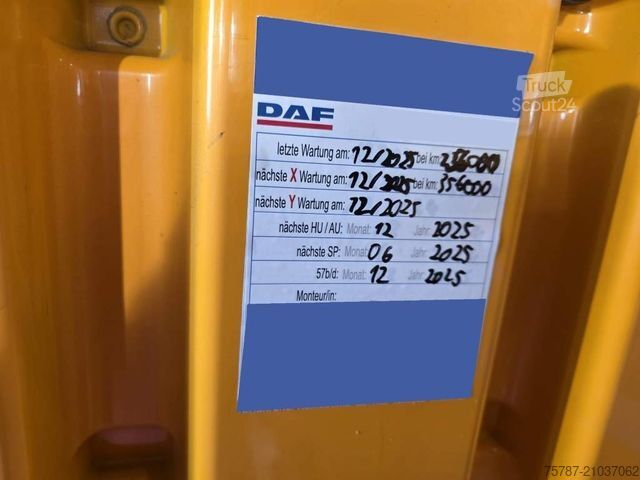 Truck
Scout24
DAF
letzte Wartung am: 12/2025 bei km: 256000
nächste X Wartung am: 12/2025 bei km: 356000
nächste Y Wartung am: 12/2025
nächste HU / AU: Monat: 12 Jahr 2025
nächste SP: Monat 06 Jahr 2025
57b/d: Monat: 12 Jahr 2025
Monteur/in:
75787-21037062